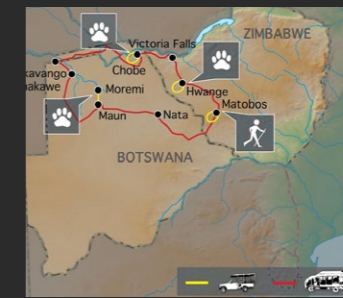 ZIMBABWE
Victoria Falls
kavango
akawe
Chobe
Hwange
Moremi
Matobos
Maun
Nata
BOTSWANA